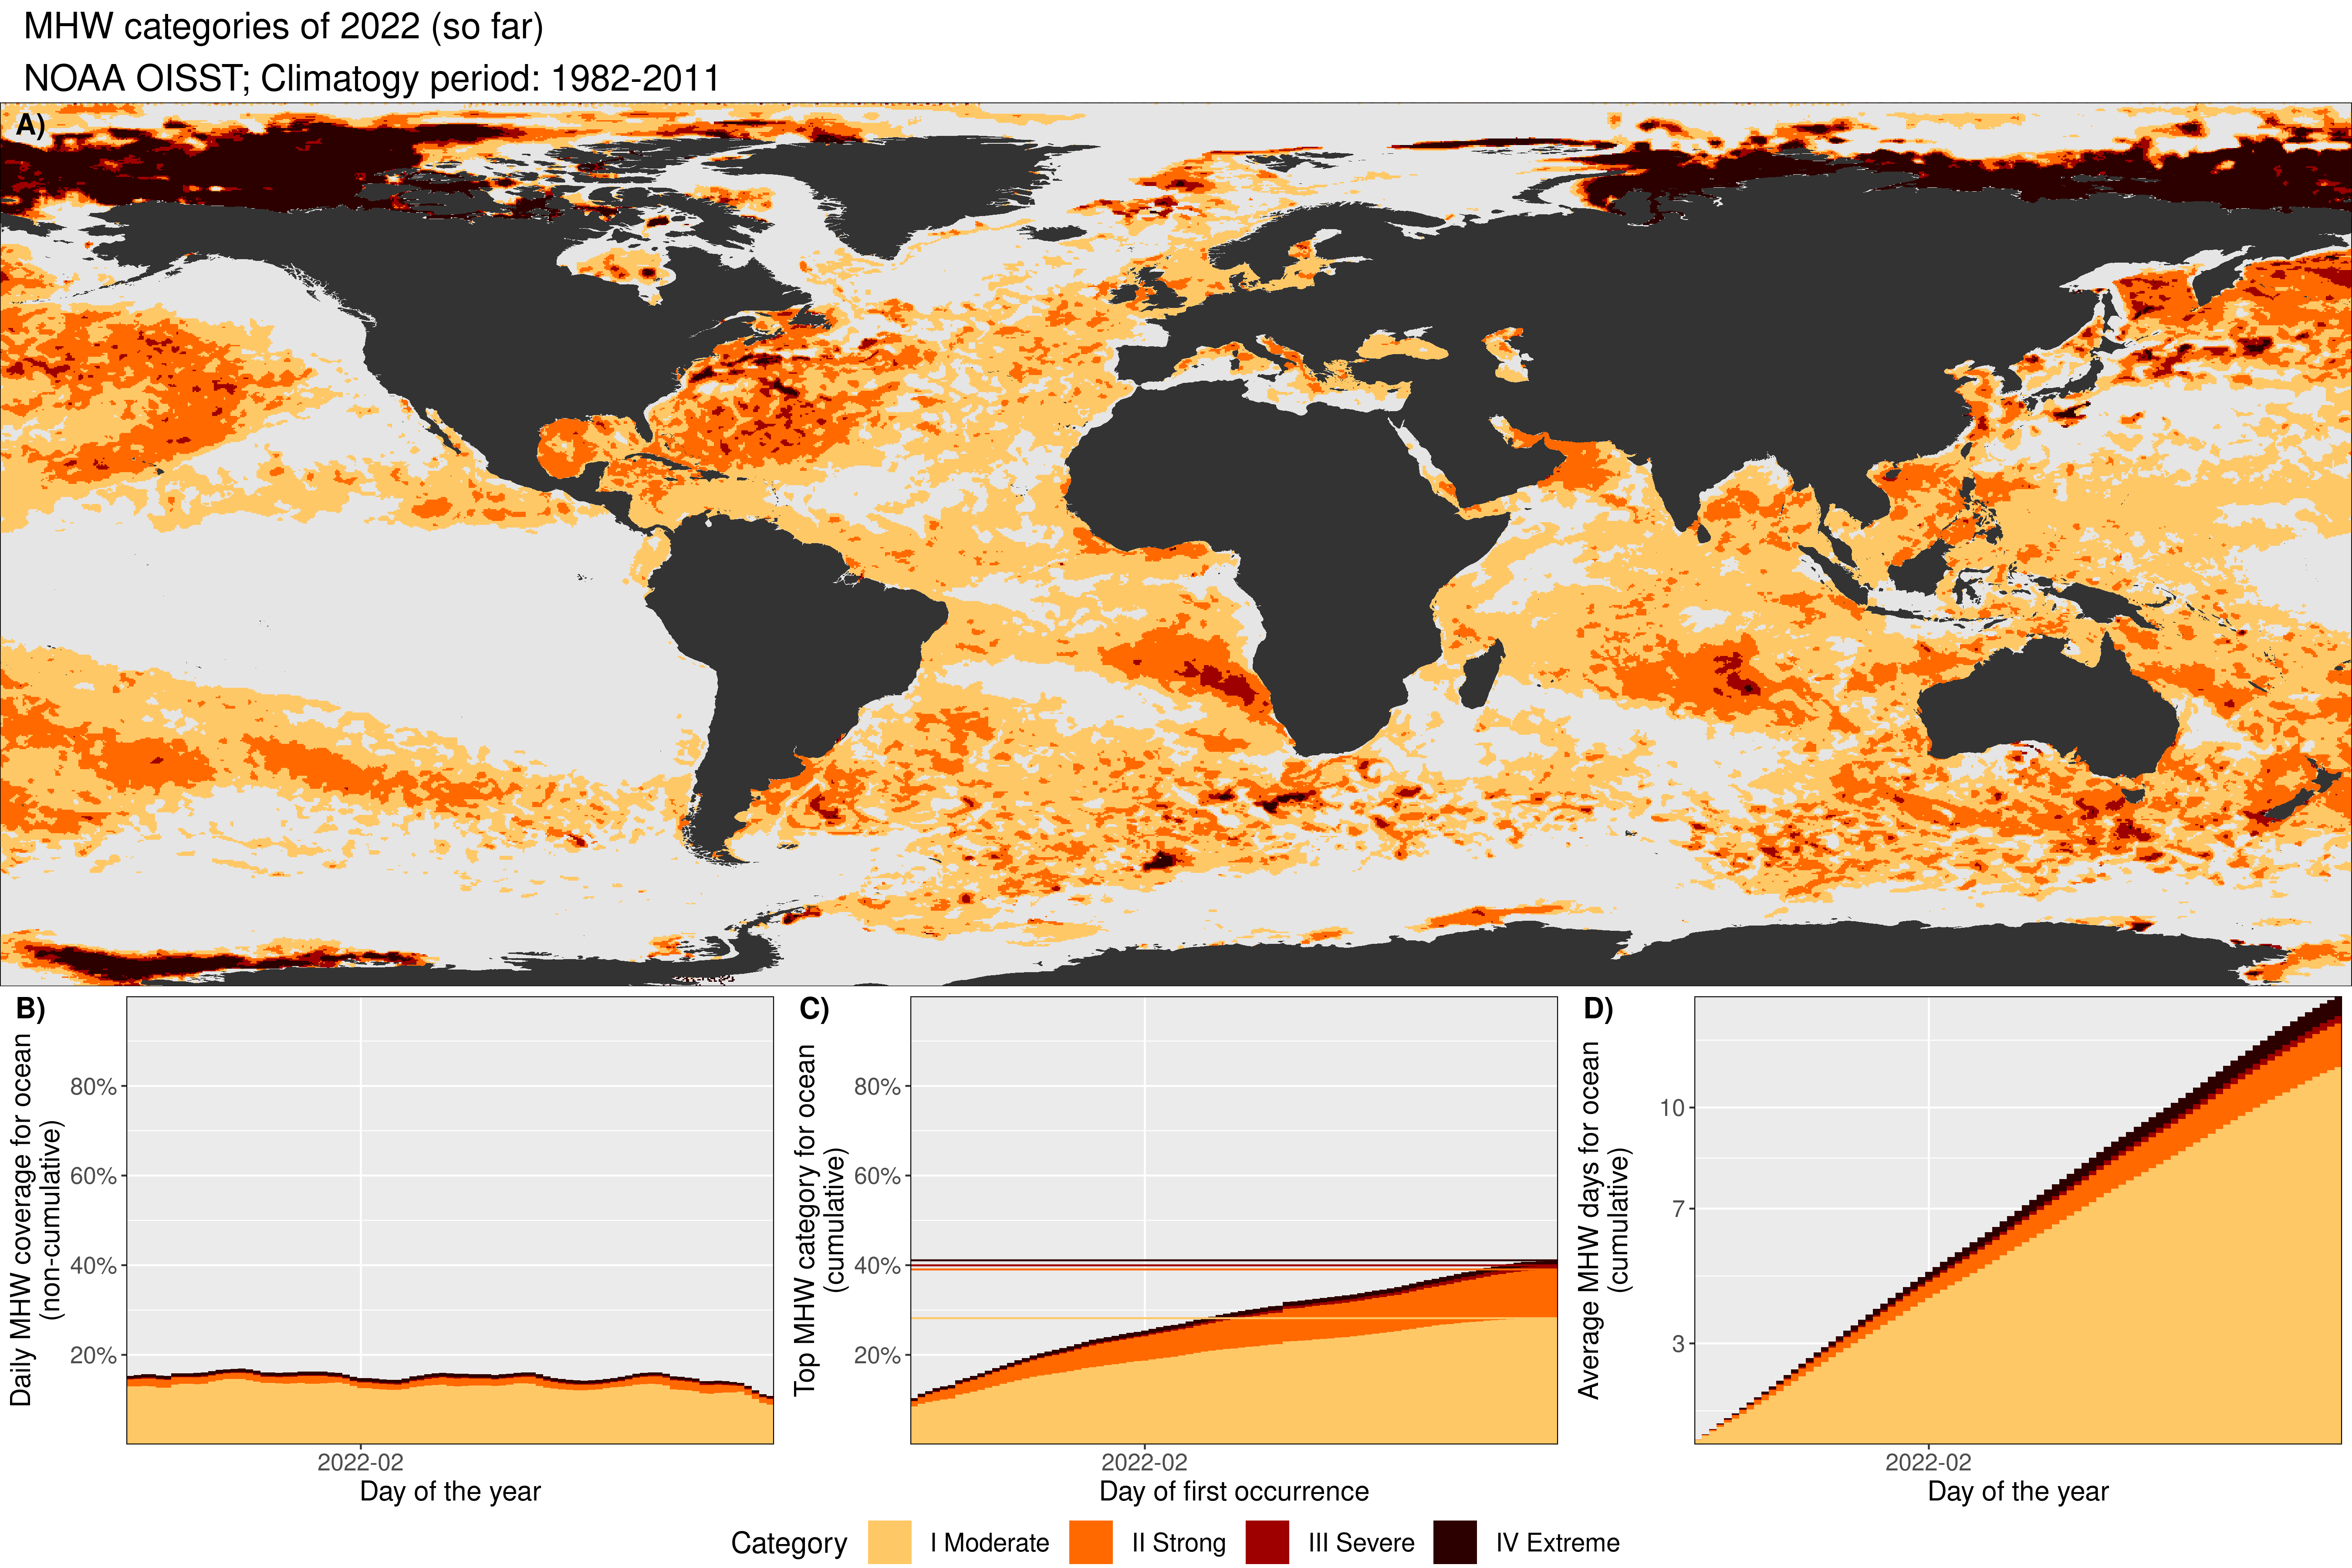 MHW categories of 2022 (so far)
NOAA OISST; Climatogy period: 1982-2011
A)
B)
Daily MHW coverage for ocean
(non-cumulative)
80%
60%
40%
20%
2022-02
Day of the year
C)
Top MHW category for ocean
(cumulative)
80%
60%
40%
20%
2022-02
Day of first occurrence
D)
Average MHW days for ocean
(cumulative)
10
7
3
2022-02
Day of the year
Category I Moderate II Strong III Severe IV Extreme